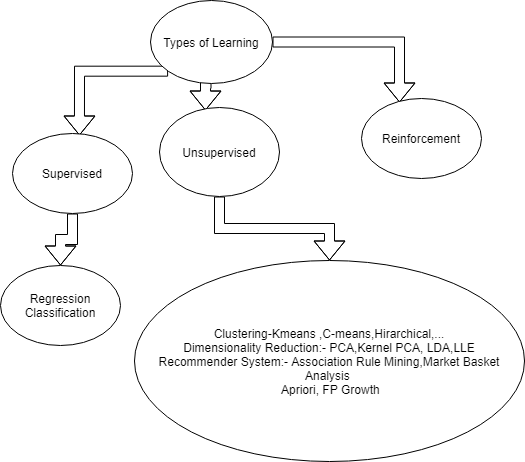 Types of Learning
Supervised
Unsupervised
Reinforcement
Regression
Classification
Clustering-Kmeans ,C-means,Hirarchical,...
Dimensionality Reduction:- PCA,Kernel PCA, LDA,LLE
Recommender System:- Association Rule Mining,Market Basket
Analysis
Apriori, FP Growth